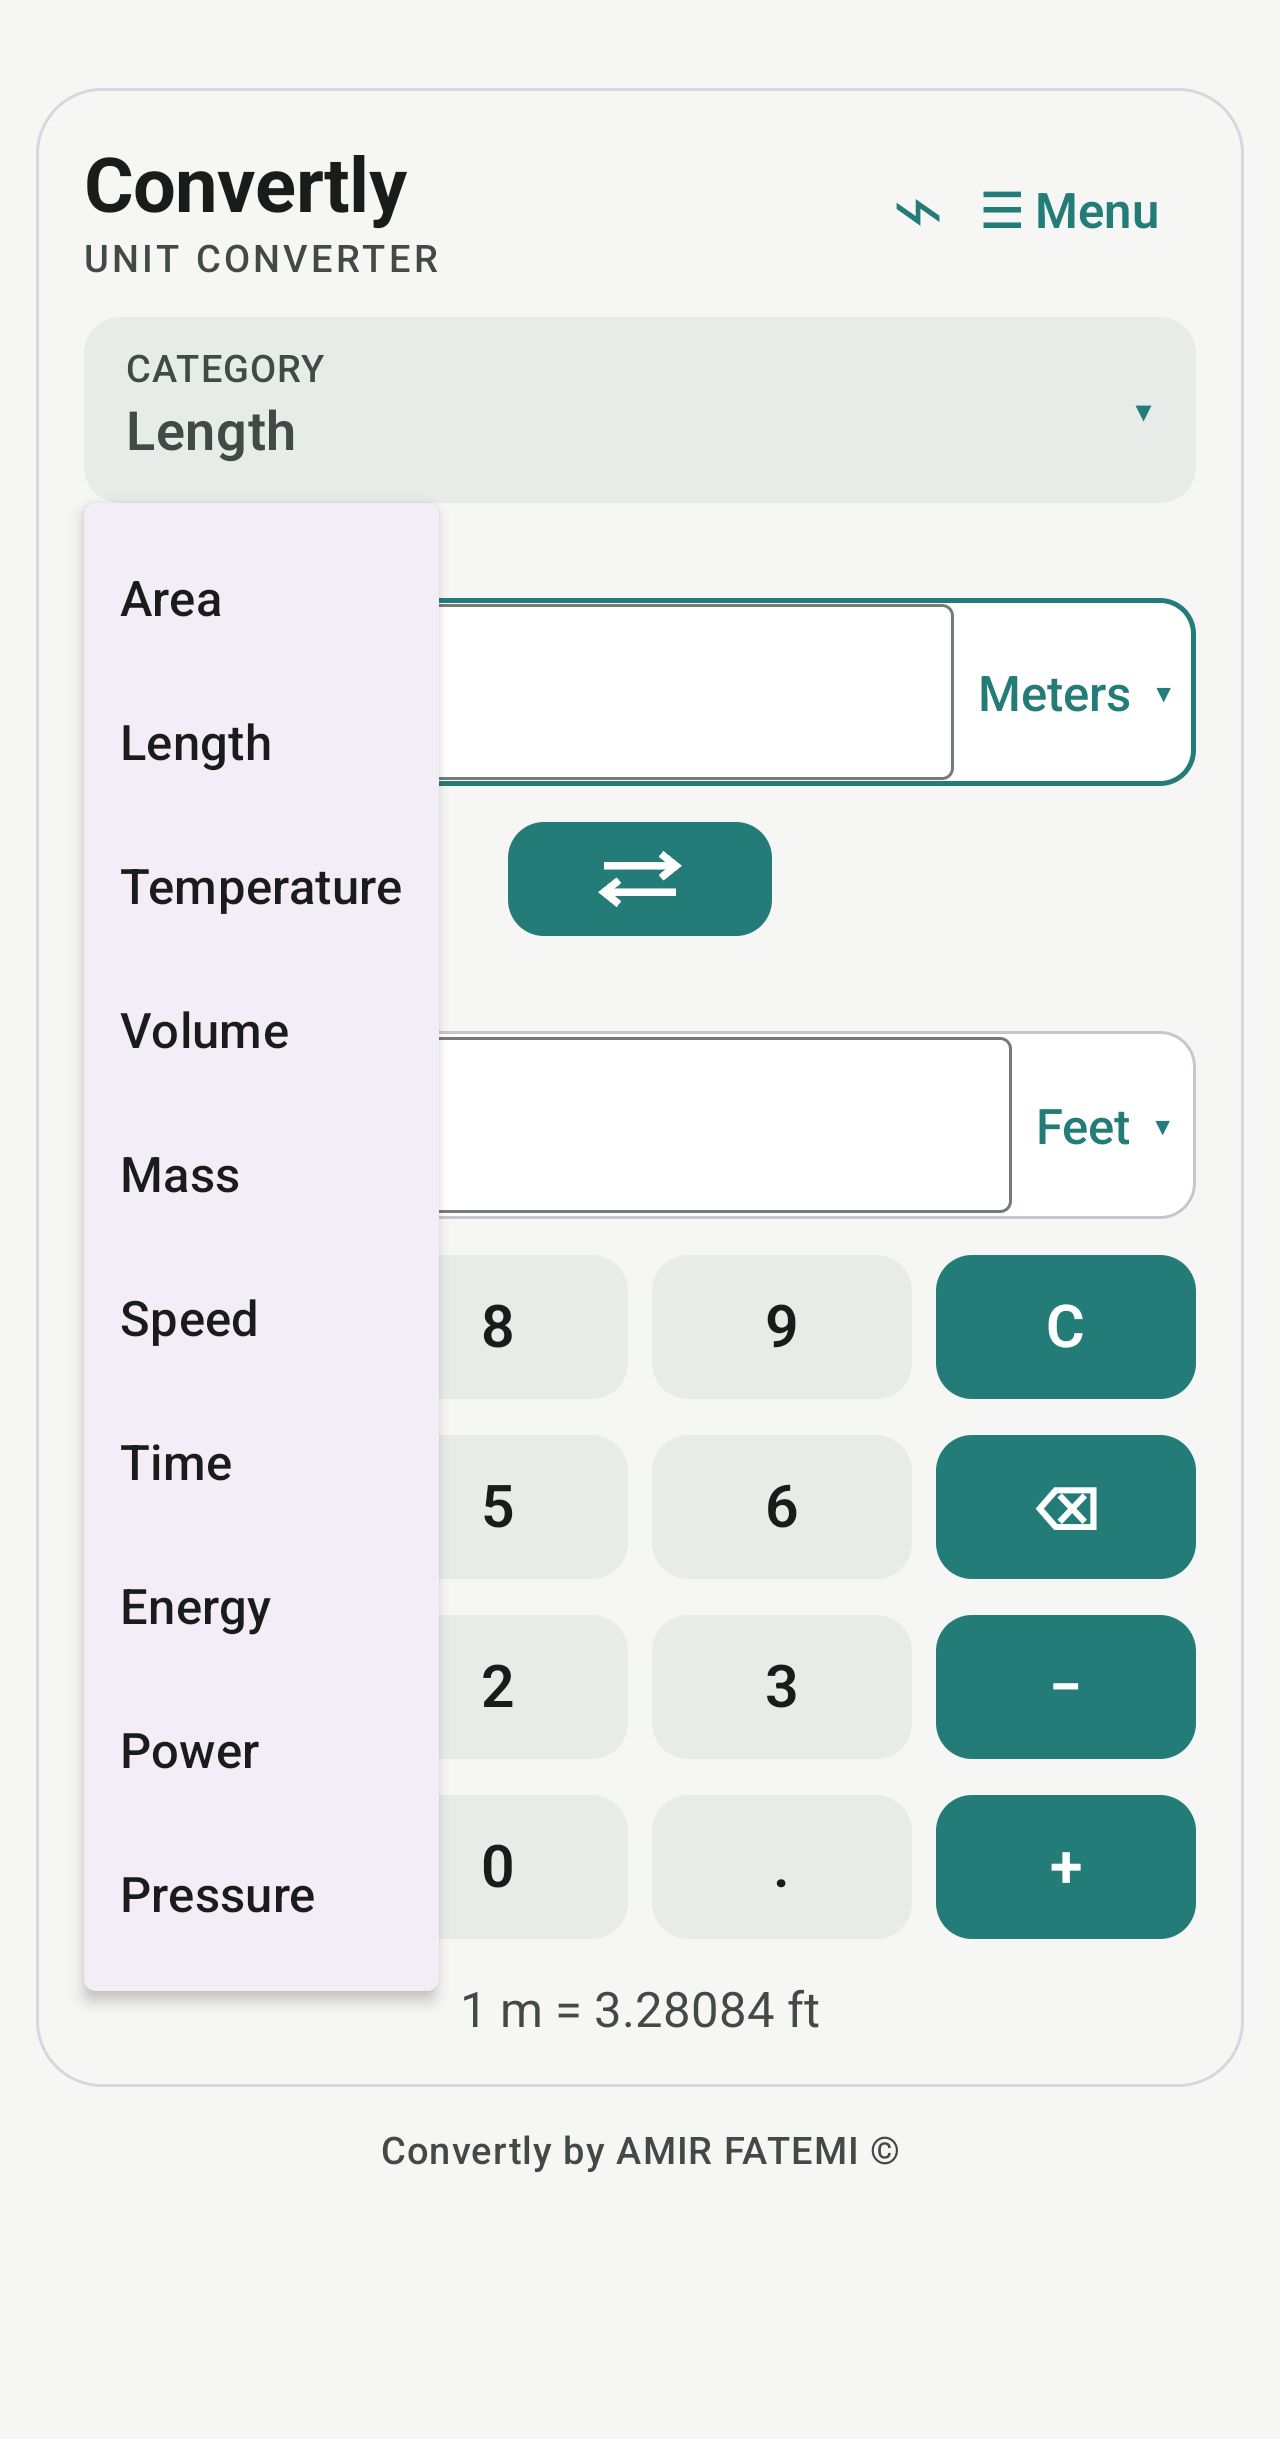 Convertly
UNIT CONVERTER
☰ Menu
CATEGORY
Length ▼
Area
Length
Temperature
Volume
Mass
Speed
Time
Energy
Power
Pressure
Meters ▼
Feet ▼
8 9 C
5 6 ⌫
2 3 −
0 . +
1 m = 3.28084 ft
Convertly by AMIR FATEMI ©